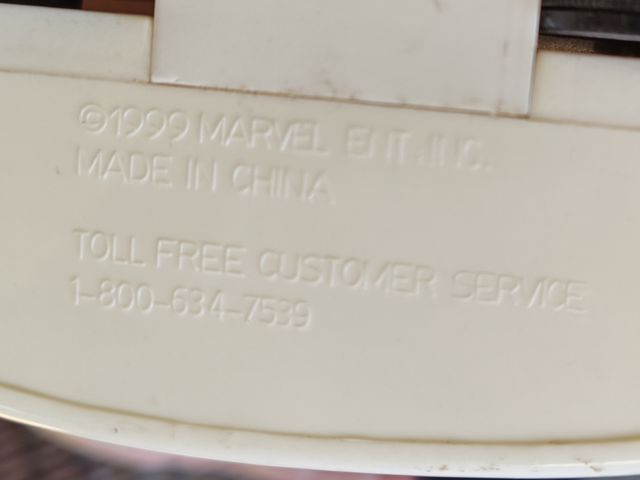 ©1999 MARVEL ENT., INC.
MADE IN CHINA
TOLL FREE CUSTOMER SERVICE
1-800-634-7539